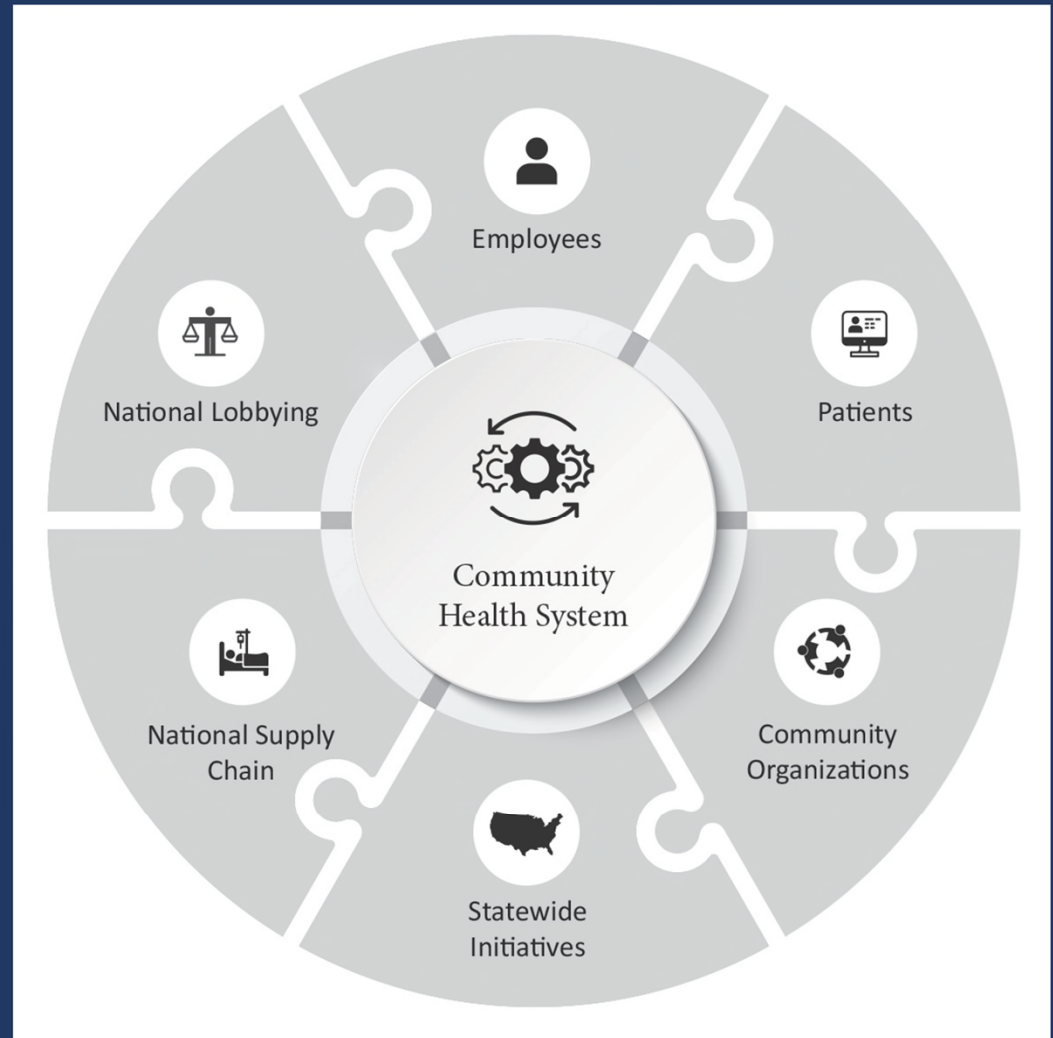 Employees
Patients
Community
Organizations
Statewide
Initiatives
National Supply
Chain
National Lobbying
Community
Health System